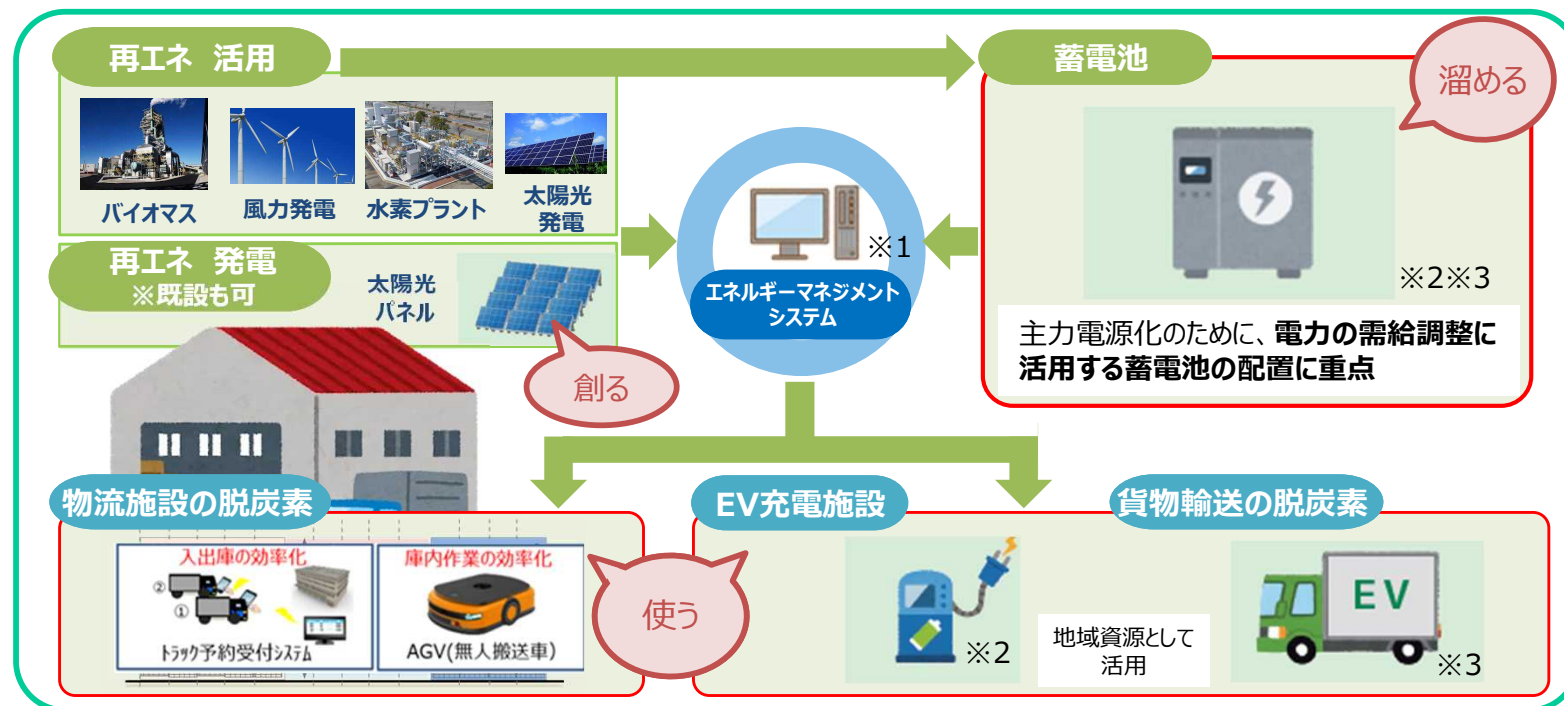 再エネ 活用
バイオマス
風力発電
水素プラント
太陽光
発電
再エネ 発電
※既設も可
太陽光
パネル
創る
※1
エネルギーマネジメント
システム
蓄電池
溜める
※2※3
主力電源化のために、電力の需給調整に
活用する蓄電池の配置に重点
物流施設の脱炭素
入出庫の効率化
②
①
トラック予約受付システム
庫内作業の効率化
AGV(無人搬送車)
使う
EV充電施設
※2
地域資源として
活用
貨物輸送の脱炭素
EV
※3